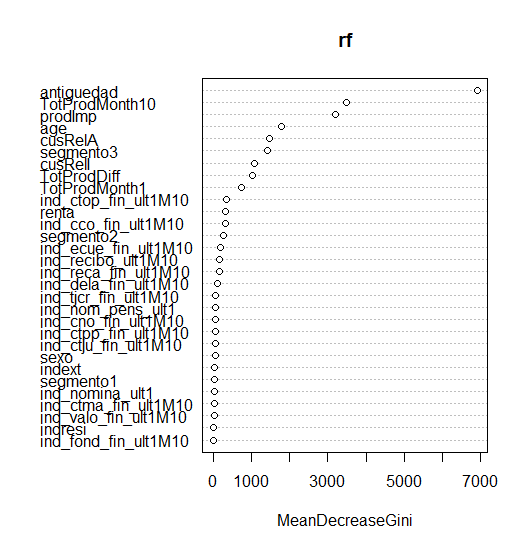 rf
antiguedad
TotProdMonth10
prodImp
age
cusRelA
segmento3
cusRelI
TotProdDiff
TotProdMonth1
ind_ctop_fin_ult1M10
renta
ind_cco_fin_ult1M10
segmento2
ind_ecue_fin_ult1M10
ind_recibo_ult1M10
ind_reca_fin_ult1M10
ind_dela_fin_ult1M10
ind_tjcr_fin_ult1M10
ind_nom_pens_ult1
ind_cno_fin_ult1M10
ind_ctpp_fin_ult1M10
ind_ctju_fin_ult1M10
sexo
indext
segmento1
ind_nomina_ult1
ind_ctma_fin_ult1M10
ind_valo_fin_ult1M10
indresi
ind_fond_fin_ult1M10
0 1000 3000 5000 7000
MeanDecreaseGini